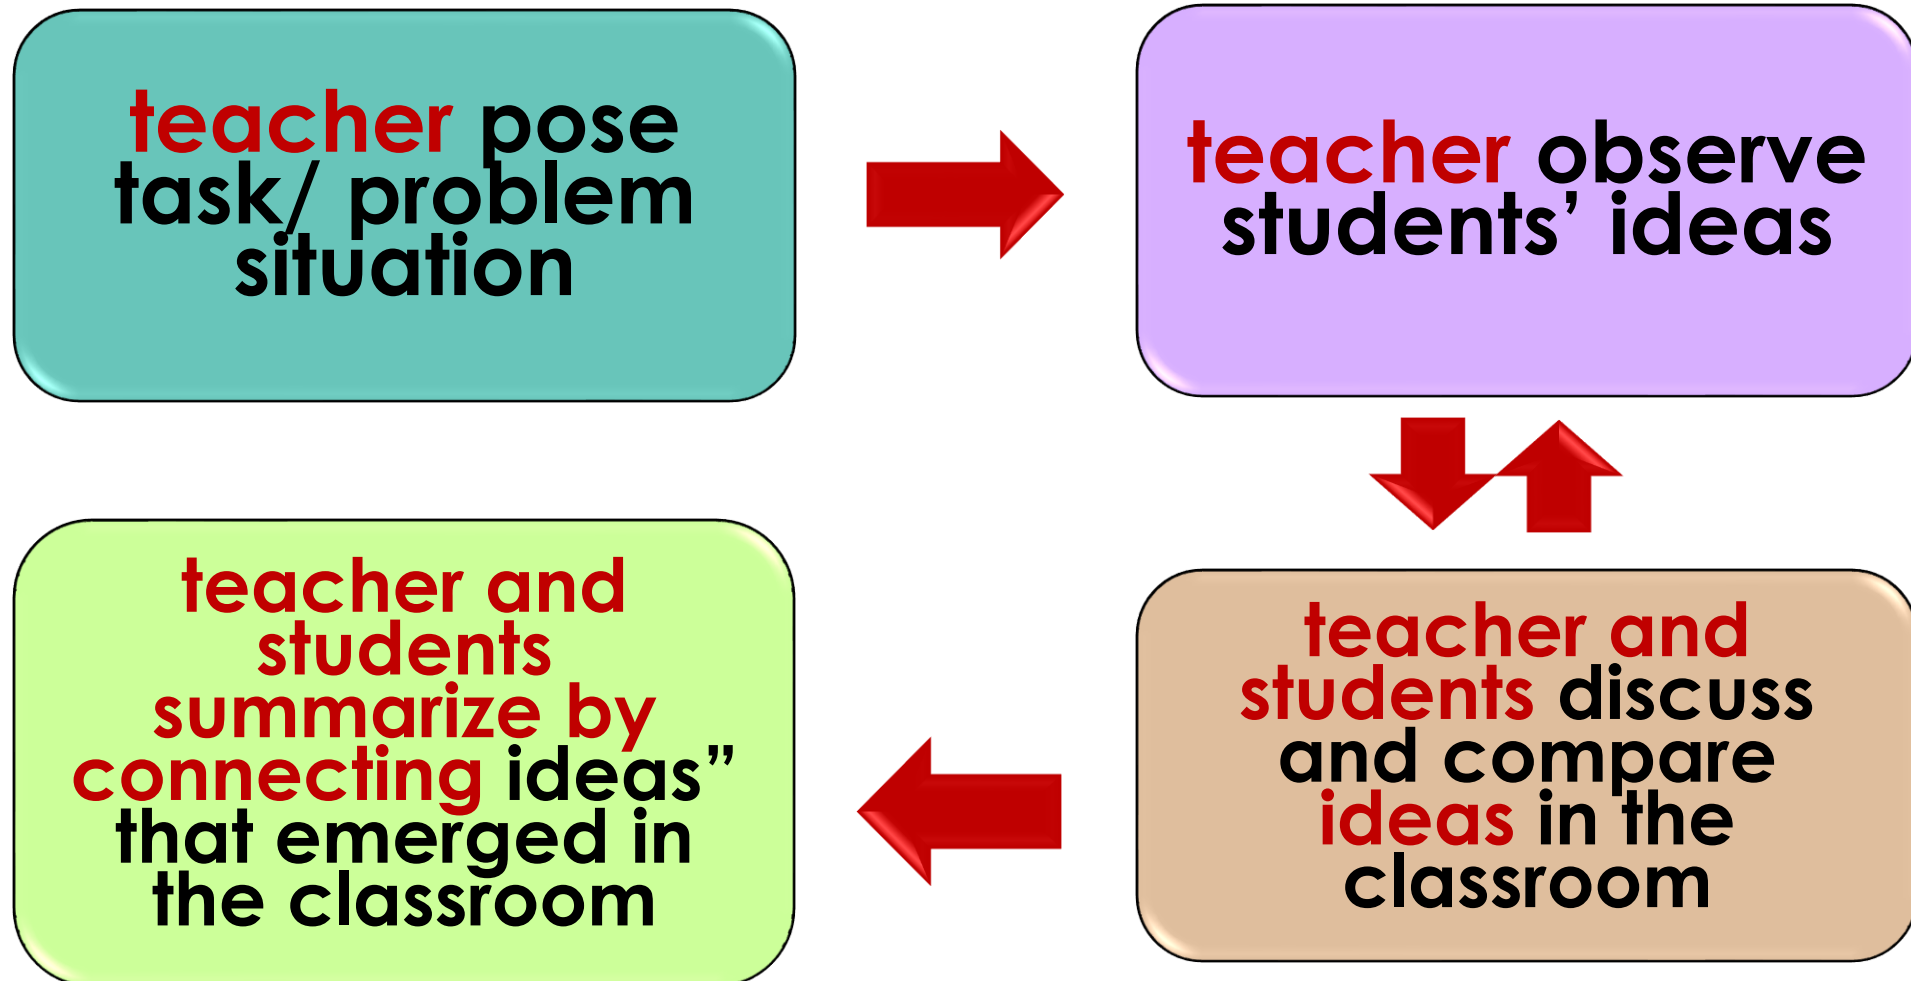 teacher pose
task/ problem
situation
teacher observe
students’ ideas
teacher and
students discuss
and compare
ideas in the
classroom
teacher and
students
summarize by
connecting ideas”
that emerged in
the classroom